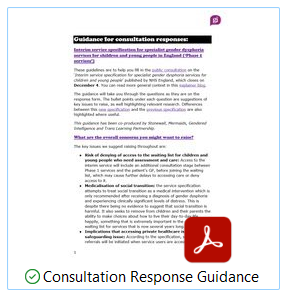 Guidance for consultation responses:
Interim service specification for specialist gender dysphoria
services for children and young people in England ('Phase 1
services')
These guidelines are to help you fill in the public consultation on the
'Interim service specification for specialist gender dysphoria services for
children and young people' published by NHS England, which closes on
December 4. You can read more general context in this explainer blog.
The guidance will take you through the questions as they are on the
response form. The bullet points under each question are suggestions of
key issues to raise, as well as highlighting relevant research. Differences
between this new specification and the previous specification are also
highlighted where useful.
This guidance has been co-produced by Stonewall, Mermaids, Gendered
Intelligence and Trans Learning Partnership.
What are the overall concerns you might want to raise?
The key issues we suggest raising throughout are:
• Risk of denying of access to the waiting list for children and
young people who need assessment and care: Access to the
interim service will include an additional consultation stage between
Phase 1 services and the patient's GP, before joining the waiting
list, which may cause further delays to accessing care or deny
access to it.
• Medicalisation of social transition: the service specification
attempts to treat social transition as a medical intervention which is
only recommended after receiving a diagnosis of gender dysphoria
and experiencing clinically significant levels of distress. This is
despite there being no evidence to suggest that social transition is
harmful. It also seeks to remove from children and their parents the
ability to make choices about how to live their day-to-day
happily, something that is extremely important in the
waiting list for services that is now several years long
• Implications of accessing private healthcare
safeguarding issue: According to the specification,
referrals will be initiated when service users are acces
Consultation Response Guidance